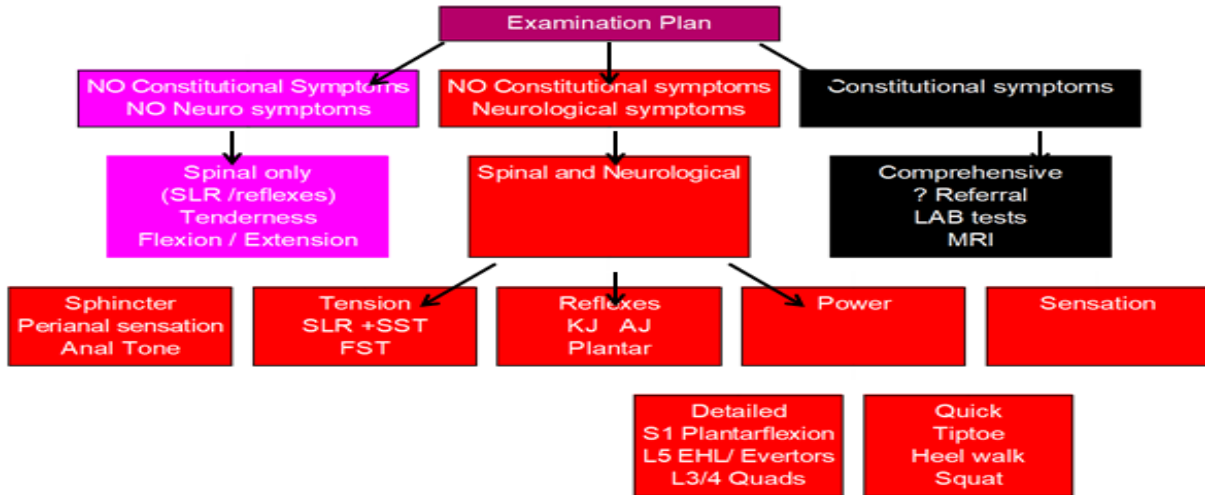 Examination Plan
NO Constitutional Symptoms
NO Neuro symptoms
NO Constitutional symptoms
Neurological symptoms
Constitutional symptoms
Spinal only
(SLR /reflexes)
Tenderness
Flexion / Extension
Spinal and Neurological
Comprehensive
? Referral
LAB tests
MRI
Sphincter
Perianal sensation
Anal Tone
Tension
SLR +SST
FST
Reflexes
KJ AJ
Plantar
Power
Sensation
Detailed
S1 Plantarflexion
L5 EHL/ Evertors
L3/4 Quads
Quick
Tiptoe
Heel walk
Squat